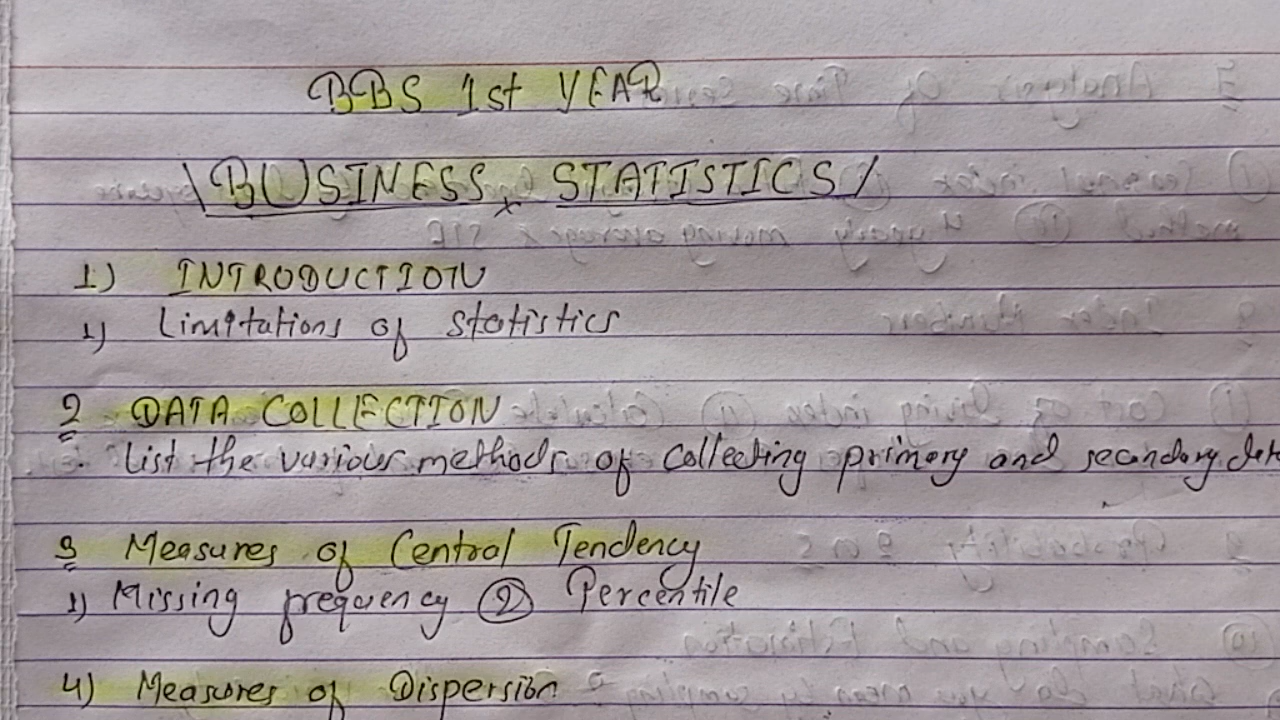 BBS 1st YEAR
BUSINESS STATISTICS
1) INTRODUCTION
1) Limitations of statistics
2 DATA COLLECTION
. List the various methods of collecting primary and secondary
3 Measures of Central Tendency
1) Missing frequency ② Percentile
4) Measures of Dispersion